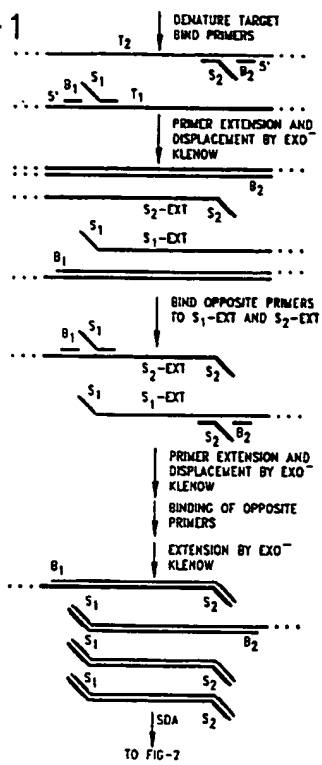 -1
DENATURE TARGET
BIND PRIMERS
T2
S2 B2 5'
5' B1 S1 T1
PRIMER EXTENSION AND
DISPLACEMENT BY EXO⁻
KLENOW
B2
S2-EXT S2
S1 S1-EXT
B1
BIND OPPOSITE PRIMERS
TO S1-EXT AND S2-EXT
B1 S1
S2-EXT S2
S1-EXT
S2 B2
PRIMER EXTENSION AND
DISPLACEMENT BY EXO⁻
KLENOW
BINDING OF OPPOSITE
PRIMERS
EXTENSION BY EXO⁻
KLENOW
B1
S1 S2
B2
S1 S2
S1
S2
SDA
TO FIG-2